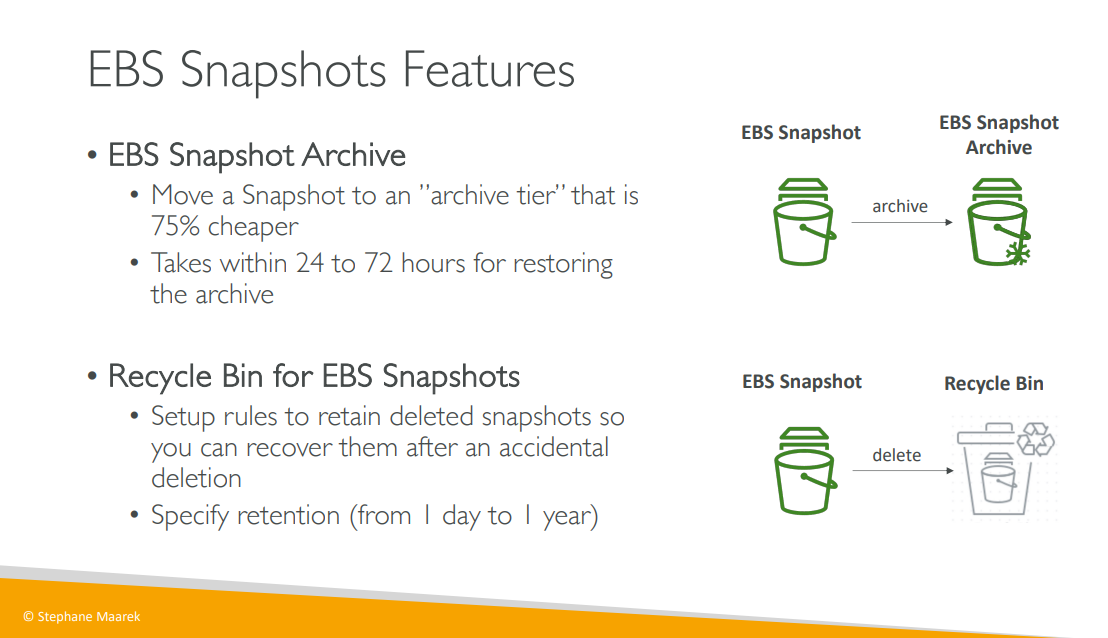 EBS Snapshots Features
• EBS Snapshot Archive
• Move a Snapshot to an ”archive tier” that is
75% cheaper
• Takes within 24 to 72 hours for restoring
the archive
• Recycle Bin for EBS Snapshots
• Setup rules to retain deleted snapshots so
you can recover them after an accidental
deletion
• Specify retention (from 1 day to 1 year)
EBS Snapshot
EBS Snapshot
Archive
archive
EBS Snapshot
Recycle Bin
delete
© Stephane Maarek